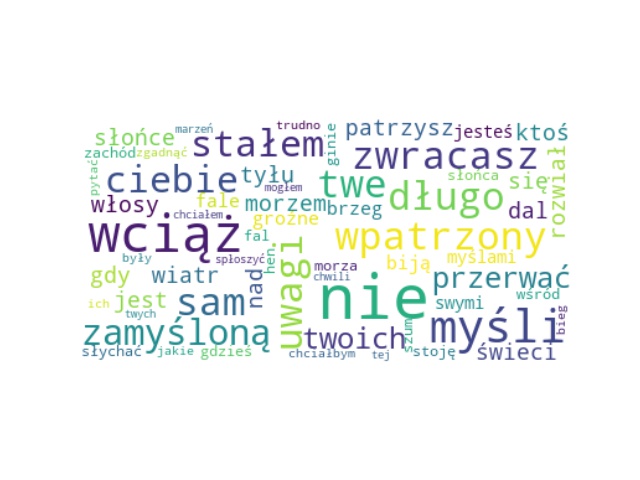 marzeń
trudno
słońce
stałem
ginie
patrzysz
jesteś
ktoś
zachód
zgadnąć
zwracasz
rozwiał
pytać
ciebie
tyłu
mogłem
twe
długo
słońca
się
włosy
fale
morzem
brzeg
dal
chciałem
groźne
wciąż
fal
wpatrzony
były
spłoszyć
hen
uwagi
morza
biją
myślami
gdy
wiatr
nad
chwili
przerwać
ich
jest
sam
nie
swymi
wśród
twych
zamyśloną
twoich
szum
myśli
bieg
słychać
jakie
gdzieś
chciałbym
tej
stoję
świeci